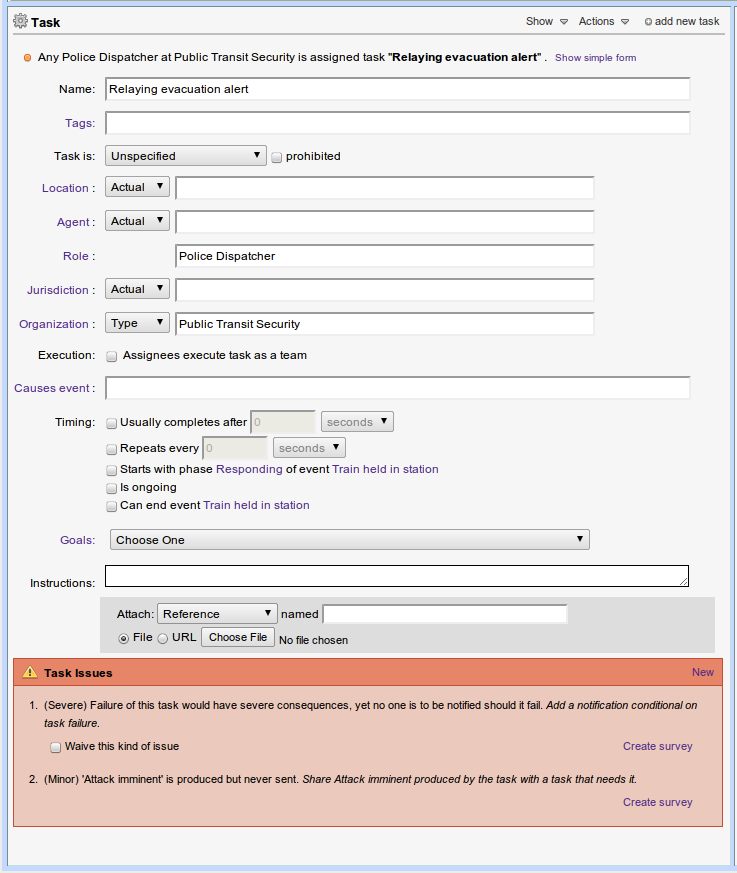 Task
Show Actions add new task
Any Police Dispatcher at Public Transit Security is assigned task "Relaying evacuation alert" . Show simple form
Name: Relaying evacuation alert
Tags:
Task is: Unspecified prohibited
Location : Actual
Agent : Actual
Role : Police Dispatcher
Jurisdiction : Actual
Organization : Type Public Transit Security
Execution: Assignees execute task as a team
Causes event :
Timing: Usually completes after 0 seconds
Repeats every 0 seconds
Starts with phase Responding of event Train held in station
Is ongoing
Can end event Train held in station
Goals: Choose One
Instructions:
Attach: Reference named
File URL Choose File No file chosen
Task Issues New
1. (Severe) Failure of this task would have severe consequences, yet no one is to be notified should it fail. Add a notification conditional on
task failure.
Waive this kind of issue Create survey
2. (Minor) 'Attack imminent' is produced but never sent. Share Attack imminent produced by the task with a task that needs it.
Create survey